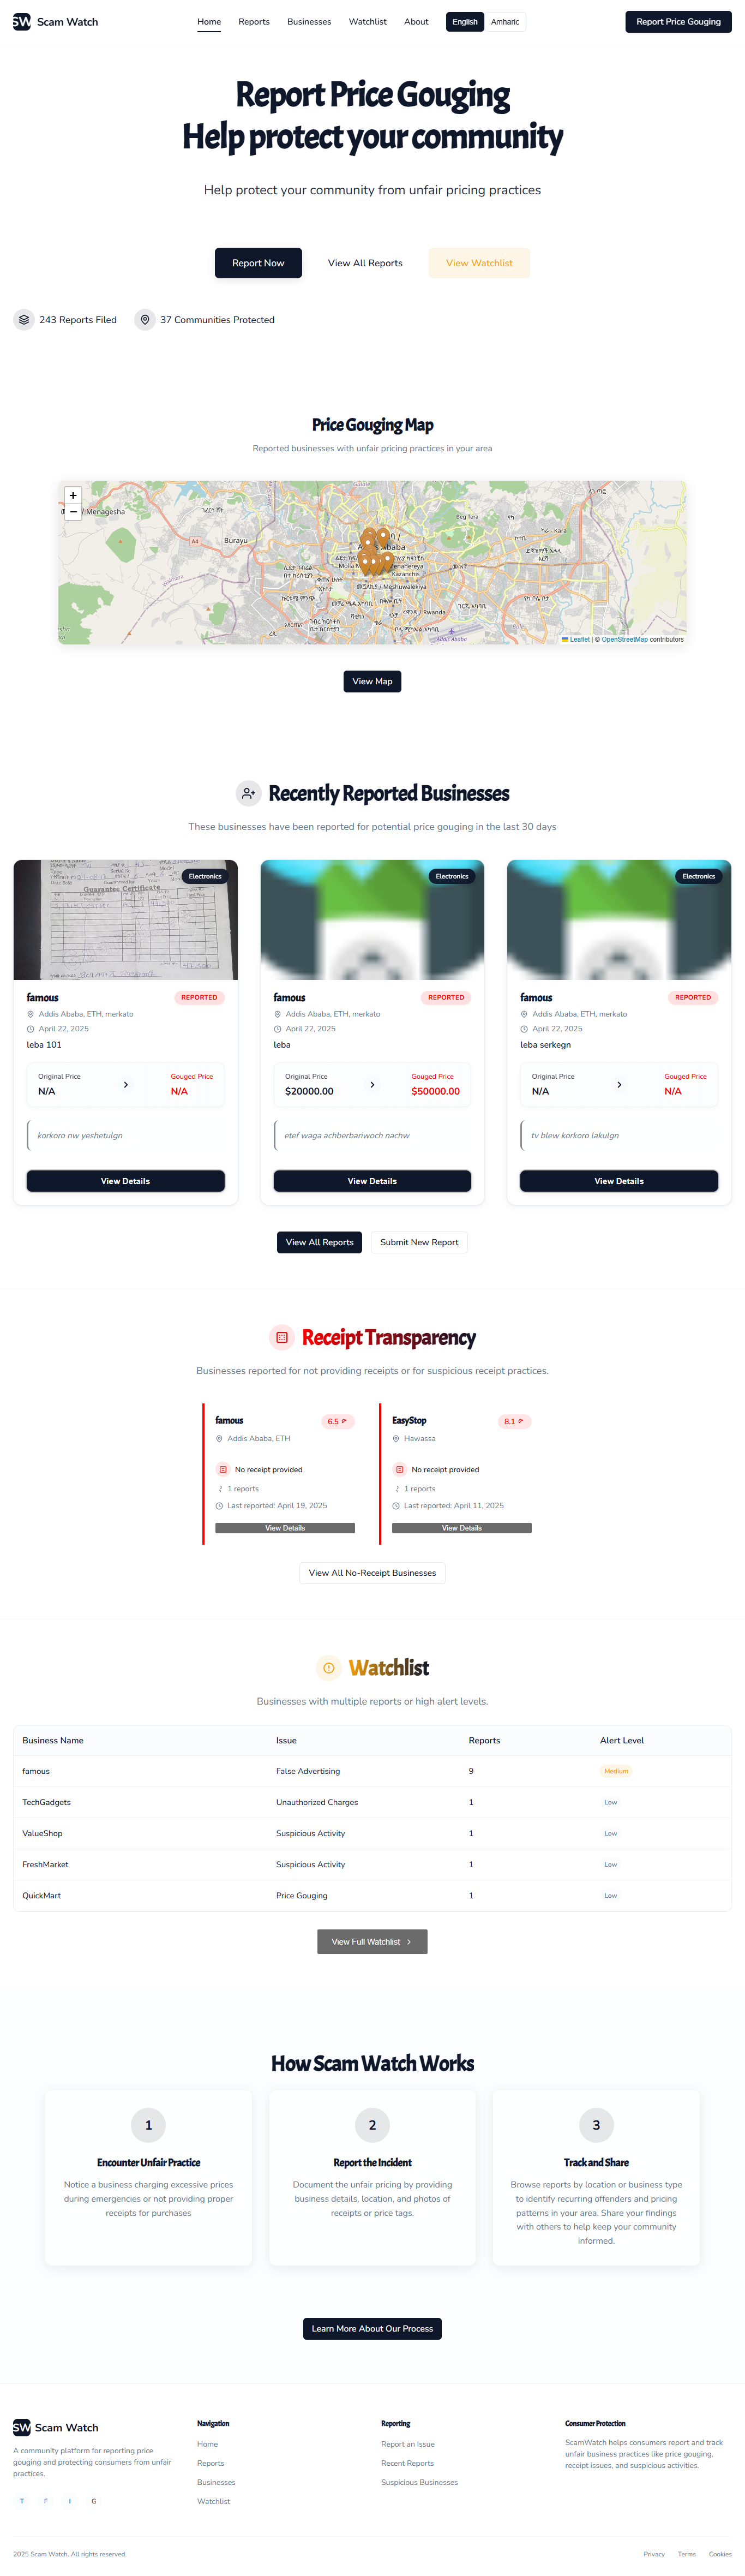 SW Scam Watch
Home Reports Businesses Watchlist About English Amharic
Report Price Gouging
Report Price Gouging
Help protect your community
Help protect your community from unfair pricing practices
Report Now View All Reports View Watchlist
243 Reports Filed 37 Communities Protected
Price Gouging Map
Reported businesses with unfair pricing practices in your area
+
−
/ Menagesha
Burayu
A4
Beg Tera
Kazanchis
/ Meshuwalekiya
/ Rwanda
Addis Ababa
Leaflet | © OpenStreetMap contributors
View Map
Recently Reported Businesses
These businesses have been reported for potential price gouging in the last 30 days
Guarantee Certificate
Electronics
famous REPORTED
Addis Ababa, ETH, merkato
April 22, 2025
leba 101
Original Price Gouged Price
N/A N/A
korkoro nw yeshetulgn
View Details
Electronics
famous REPORTED
Addis Ababa, ETH, merkato
April 22, 2025
leba
Original Price Gouged Price
$20000.00 $50000.00
etef waga achberbariwoch nachw
View Details
Electronics
famous REPORTED
Addis Ababa, ETH, merkato
April 22, 2025
leba serkegn
Original Price Gouged Price
N/A N/A
tv blew korkoro lakulgn
View Details
View All Reports Submit New Report
Receipt Transparency
Businesses reported for not providing receipts or for suspicious receipt practices.
famous 6.5
Addis Ababa, ETH
No receipt provided
1 reports
Last reported: April 19, 2025
View Details
EasyStop 8.1
Hawassa
No receipt provided
1 reports
Last reported: April 11, 2025
View Details
View All No-Receipt Businesses
Watchlist
Businesses with multiple reports or high alert levels.
Business Name Issue Reports Alert Level
famous False Advertising 9 Medium
TechGadgets Unauthorized Charges 1 Low
ValueShop Suspicious Activity 1 Low
FreshMarket Suspicious Activity 1 Low
QuickMart Price Gouging 1 Low
View Full Watchlist
How Scam Watch Works
1
Encounter Unfair Practice
Notice a business charging excessive prices
during emergencies or not providing proper
receipts for purchases
2
Report the Incident
Document the unfair pricing by providing
business details, location, and photos of
receipts or price tags.
3
Track and Share
Browse reports by location or business type
to identify recurring offenders and pricing
patterns in your area. Share your findings
with others to help keep your community
informed.
Learn More About Our Process
SW Scam Watch
A community platform for reporting price
gouging and protecting consumers from unfair
practices.
T F I G
Navigation
Home
Reports
Businesses
Watchlist
Reporting
Report an Issue
Recent Reports
Suspicious Businesses
Consumer Protection
ScamWatch helps consumers report and track
unfair business practices like price gouging,
receipt issues, and suspicious activities.
2025 Scam Watch. All rights reserved.
Privacy Terms Cookies